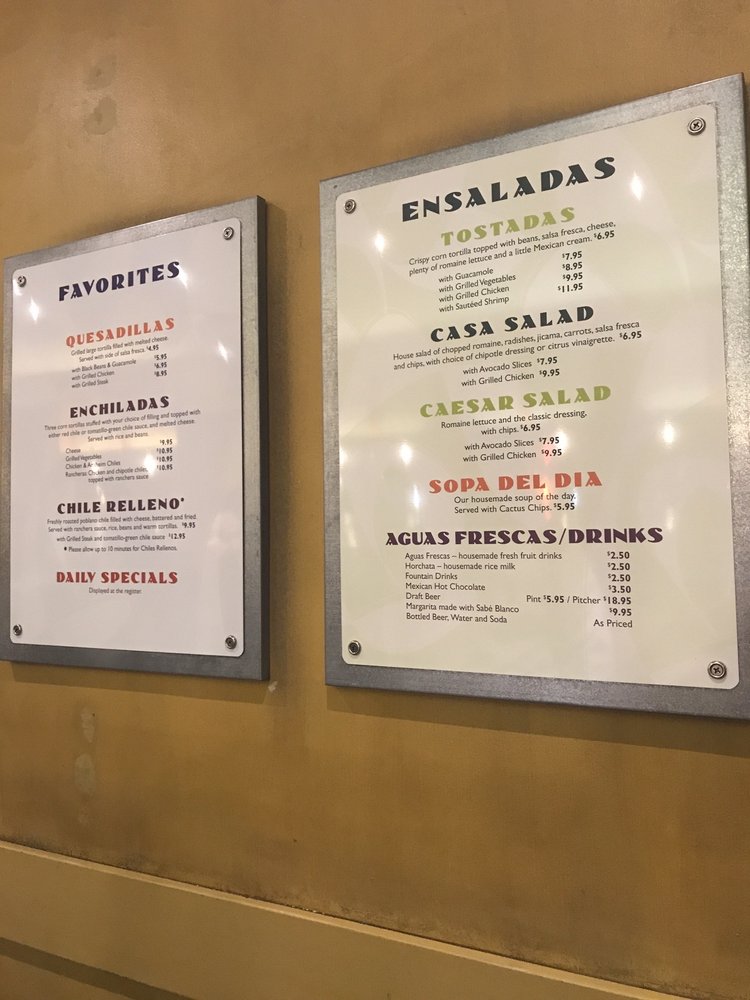 FAVORITES
QUESADILLAS
Grilled large tortilla filled with melted cheese.
Served with side of salsa fresca. $4.95
with Black Beans & Guacamole $5.95
with Grilled Chicken $6.95
with Grilled Steak $8.95
ENCHILADAS
Three corn tortillas stuffed with your choice of filling and topped with
either red chile or tomatillo-green chile sauce, and melted cheese.
Served with rice and beans.
Cheese $9.95
Grilled Vegetables $10.95
Chicken & Anaheim Chiles $10.95
Rancheras: Chicken and chipotle chiles, $10.95
topped with ranchera sauce
CHILE RELLENO*
Freshly roasted poblano chile filled with cheese, battered and fried.
Served with ranchera sauce, rice, beans and warm tortillas. $9.95
with Grilled Steak and tomatillo-green chile sauce $12.95
* Please allow up to 10 minutes for Chiles Rellenos.
DAILY SPECIALS
Displayed at the register.
ENSALADAS
TOSTADAS
Crispy corn tortilla topped with beans, salsa fresca, cheese,
plenty of romaine lettuce and a little Mexican cream. $6.95
with Guacamole $7.95
with Grilled Vegetables $8.95
with Grilled Chicken $9.95
with Sautéed Shrimp $11.95
CASA SALAD
House salad of chopped romaine, radishes, jicama, carrots, salsa fresca
and chips, with choice of chipotle dressing or citrus vinaigrette. $6.95
with Avocado Slices $7.95
with Grilled Chicken $9.95
CAESAR SALAD
Romaine lettuce and the classic dressing,
with chips. $6.95
with Avocado Slices $7.95
with Grilled Chicken $9.95
SOPA DEL DIA
Our housemade soup of the day.
Served with Cactus Chips. $5.95
AGUAS FRESCAS/DRINKS
Aguas Frescas – housemade fresh fruit drinks $2.50
Horchata – housemade rice milk $2.50
Fountain Drinks $2.50
Mexican Hot Chocolate $3.50
Draft Beer Pint $5.95 / Pitcher $18.95
Margarita made with Sabé Blanco $9.95
Bottled Beer, Water and Soda As Priced